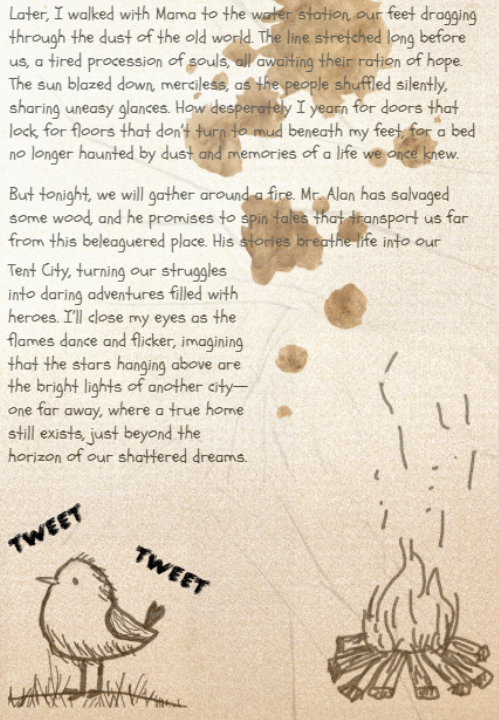 Later, I walked with Mama to the water station, our feet dragging
through the dust of the old world. The line stretched long before
us, a tired procession of souls, all awaiting their ration of hope.
The sun blazed down, merciless, as the people shuffled silently,
sharing uneasy glances. How desperately I yearn for doors that
lock, for floors that don't turn to mud beneath my feet, for a bed
no longer haunted by dust and memories of a life we once knew.
But tonight, we will gather around a fire. Mr. Alan has salvaged
some wood, and he promises to spin tales that transport us far
from this beleaguered place. His stories breathe life into our
Tent City, turning our struggles
into daring adventures filled with
heroes. I'll close my eyes as the
flames dance and flicker, imagining
that the stars hanging above are
the bright lights of another city—
one far away, where a true home
still exists, just beyond the
horizon of our shattered dreams.
TWEET
TWEET